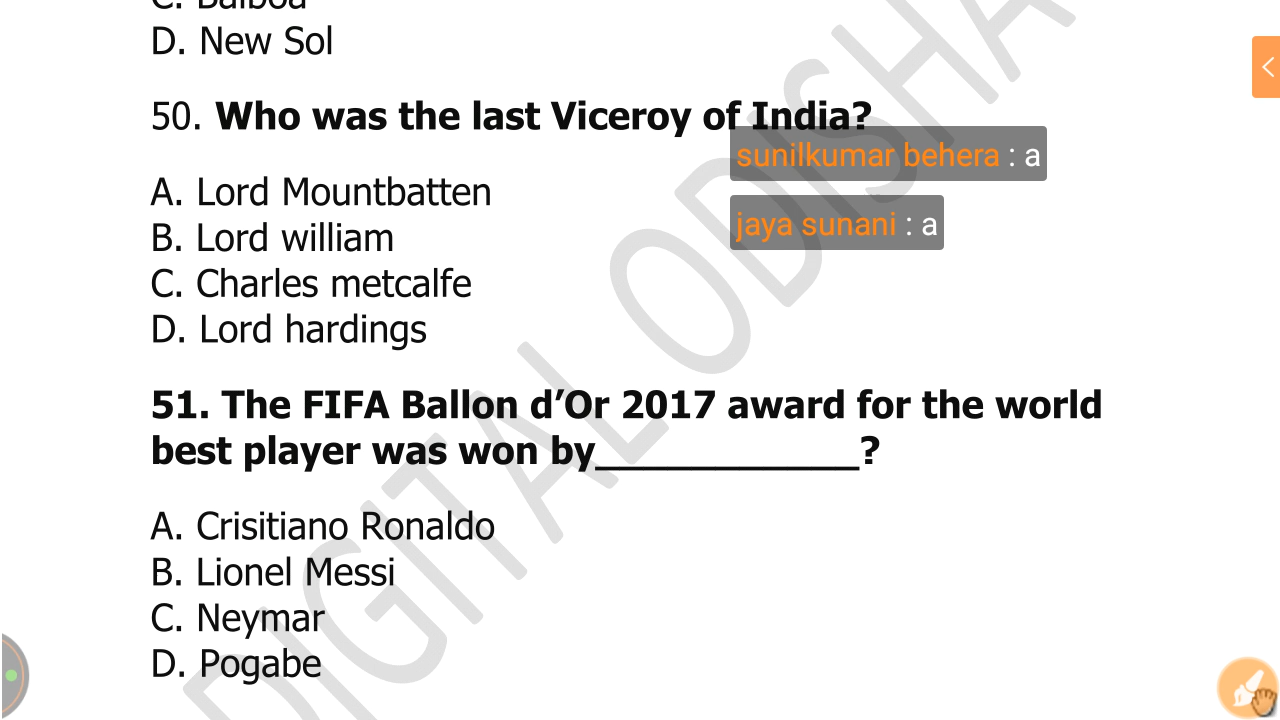 C. Balboa
D. New Sol
50. Who was the last Viceroy of India?
sunilkumar behera : a
A. Lord Mountbatten
jaya sunani : a
B. Lord william
C. Charles metcalfe
D. Lord hardings
51. The FIFA Ballon d’Or 2017 award for the world
best player was won by____________?
A. Crisitiano Ronaldo
B. Lionel Messi
C. Neymar
D. Pogabe
DIGITAL ODISHA